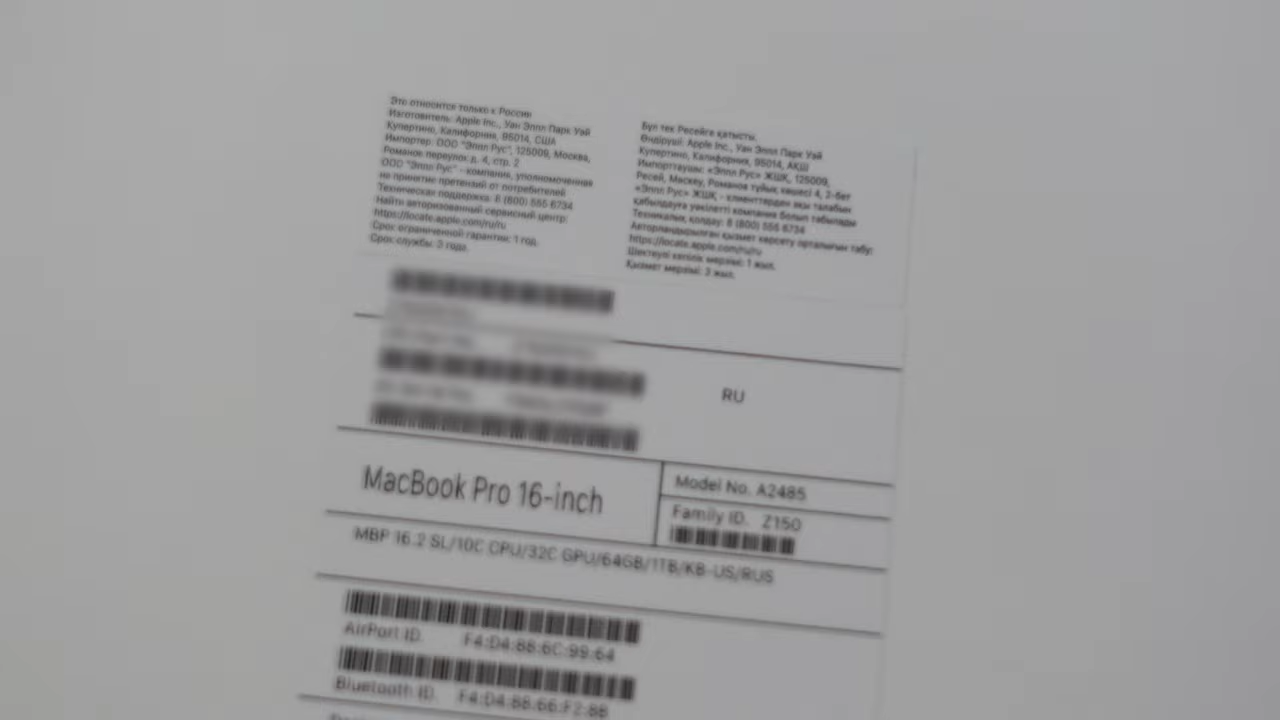 Это относится только к России
Изготовитель: Apple Inc., Уан Эппл Парк Уэй
Купертино, Калифорния, 95014, США
Импортер: ООО "Эппл Рус", 125009, Москва,
Романов переулок д. 4, стр. 2
ООО "Эппл Рус" – компания, уполномоченная
на принятие претензий от потребителей
Техническая поддержка: 8 (800) 555 6734
Найти авторизованный сервисный центр:
https://locate.apple.com/ru/ru
Срок ограниченной гарантии: 1 год.
Срок службы: 3 года.
Бұл тек Ресейге қатысты.
Өндіруші: Apple Inc., Уан Эппл Парк Уэй
Купертино, Калифорния, 95014, АҚШ
Импорттаушы: «Эппл Рус» ЖШҚ, 125009,
Ресей, Мәскеу, Романов тұйық көшесі 4, 2-бет
«Эппл Рус» ЖШҚ - клиенттерден ақы талабын
қабылдауға уәкілетті компания болып табылады
Техникалық қолдау: 8 (800) 555 6734
Авторландырылған қызмет көрсету орталығын табу:
https://locate.apple.com/ru/ru
Шектеулі кепілік мерзімі: 1 жыл.
Қызмет мерзімі: 3 жыл.
RU
MacBook Pro 16-inch
Model No. A2485
Family ID. Z150
MBP 16.2 SL/10C CPU/32C GPU/64GB/1TB/KB-US/RUS
AirPort ID. F4:D4:88:6C:99:64
Bluetooth ID. F4:D4:88:66:F2:8B